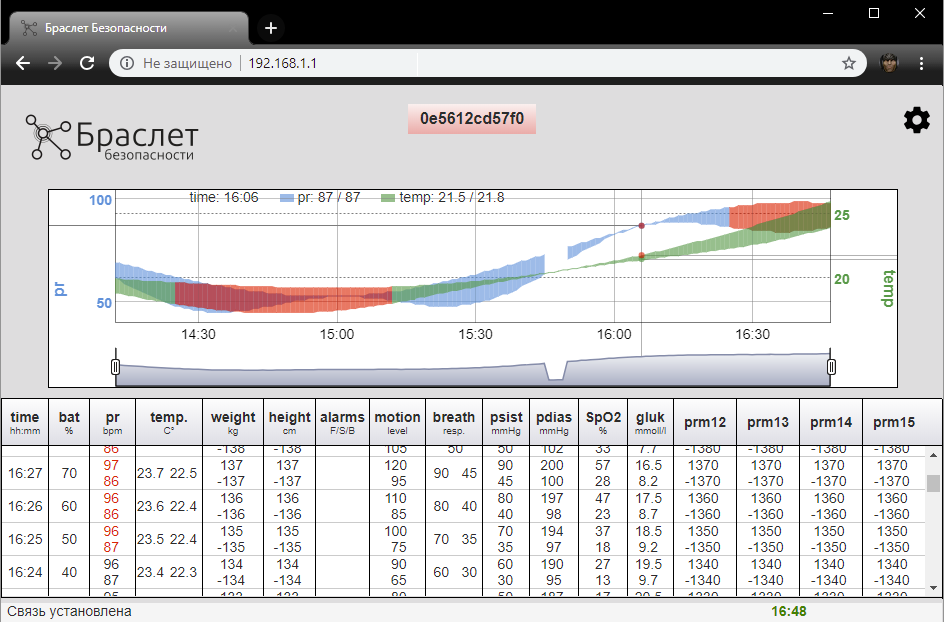 Браслет Безопасности
Не защищено 192.168.1.1
0e5612cd57f0
Браслет
безопасности
time: 16:06 pr: 87 / 87 temp: 21.5 / 21.8
100 25
pr 50 20 temp
14:30 15:00 15:30 16:00 16:30
time bat pr temp. weight height alarms motion breath psist pdias SpO2 gluk prm12 prm13 prm14 prm15
hh:mm % bpm C° kg cm F/S/B level resp. mmHg mmHg % mmoll/l
86 -138 -138 105 50 50 102 33 7.7 -1380 -1380 -1380 -1380
97 137 137 120 90 200 57 16.5 1370 1370 1370 1370
16:27 70 23.7 22.5 90 45
86 -137 -137 95 45 100 28 8.2 -1370 -1370 -1370 -1370
96 136 136 110 80 197 47 17.5 1360 1360 1360 1360
16:26 60 23.6 22.4 80 40
86 -136 -136 85 40 98 23 8.7 -1360 -1360 -1360 -1360
96 135 135 100 70 194 37 18.5 1350 1350 1350 1350
16:25 50 23.5 22.4 70 35
87 -135 -135 75 35 97 18 9.2 -1350 -1350 -1350 -1350
96 134 134 90 60 190 27 19.5 1340 1340 1340 1340
16:24 40 23.4 22.3 60 30
87 -134 -134 65 30 95 13 9.7 -1340 -1340 -1340 -1340
Связь установлена 16:48